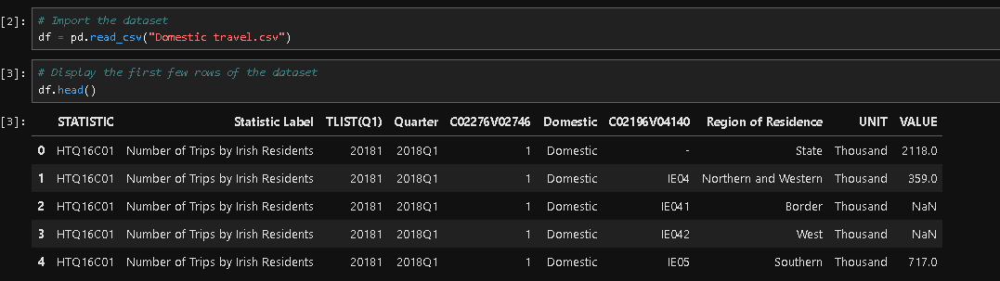 [2]: # Import the dataset
df = pd.read_csv("Domestic travel.csv")
[3]: # Display the first few rows of the dataset
df.head()
[3]: STATISTIC Statistic Label TLIST(Q1) Quarter C02276V02746 Domestic C02196V04140 Region of Residence UNIT VALUE
0 HTQ16C01 Number of Trips by Irish Residents 20181 2018Q1 1 Domestic - State Thousand 2118.0
1 HTQ16C01 Number of Trips by Irish Residents 20181 2018Q1 1 Domestic IE04 Northern and Western Thousand 359.0
2 HTQ16C01 Number of Trips by Irish Residents 20181 2018Q1 1 Domestic IE041 Border Thousand NaN
3 HTQ16C01 Number of Trips by Irish Residents 20181 2018Q1 1 Domestic IE042 West Thousand NaN
4 HTQ16C01 Number of Trips by Irish Residents 20181 2018Q1 1 Domestic IE05 Southern Thousand 717.0